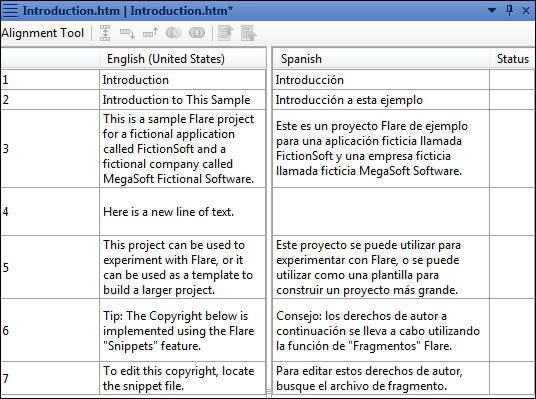 Introduction.htm | Introduction.htm*
Alignment Tool
English (United States) Spanish Status
1 Introduction Introducción
2 Introduction to This Sample Introducción a esta ejemplo
3
This is a sample Flare project
for a fictional application
called FictionSoft and a
fictional company called
MegaSoft Fictional Software.
Este es un proyecto Flare de ejemplo
para una aplicación ficticia llamada
FictionSoft y una empresa ficticia
llamada ficticia MegaSoft Software.
4 Here is a new line of text.
5
This project can be used to
experiment with Flare, or it
can be used as a template to
build a larger project.
Este proyecto se puede utilizar para
experimentar con Flare, o se puede
utilizar como una plantilla para
construir un proyecto más grande.
6
Tip: The Copyright below is
implemented using the Flare
"Snippets" feature.
Consejo: los derechos de autor a
continuación se lleva a cabo utilizando
la función de "Fragmentos" Flare.
7
To edit this copyright, locate
the snippet file.
Para editar estos derechos de autor,
busque el archivo de fragmento.